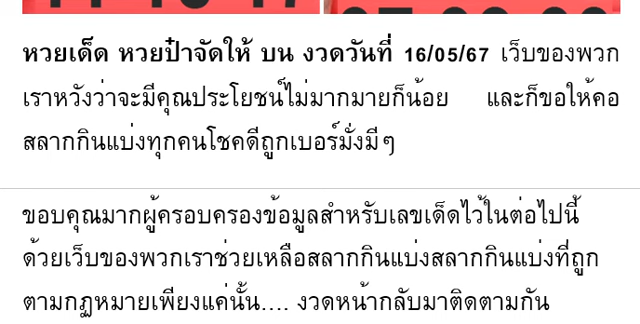 หวยเด็ด หวยป๋าจัดให้ บน งวดวันที่ 16/05/67 เว็บของพวก
เราหวังว่าจะมีคุณประโยชน์ไม่มากมายก็น้อย และก็ขอให้คอ
สลากกินแบ่งทุกคนโชคดีถูกเบอร์มั่งมีๆ
ขอบคุณมากผู้ครอบครองข้อมูลสำหรับเลขเด็ดไว้ในต่อไปนี้
ด้วยเว็บของพวกเราช่วยเหลือสลากกินแบ่งสลากกินแบ่งที่ถูก
ตามกฏหมายเพียงแค่นั้น.... งวดหน้ากลับมาติดตามกัน